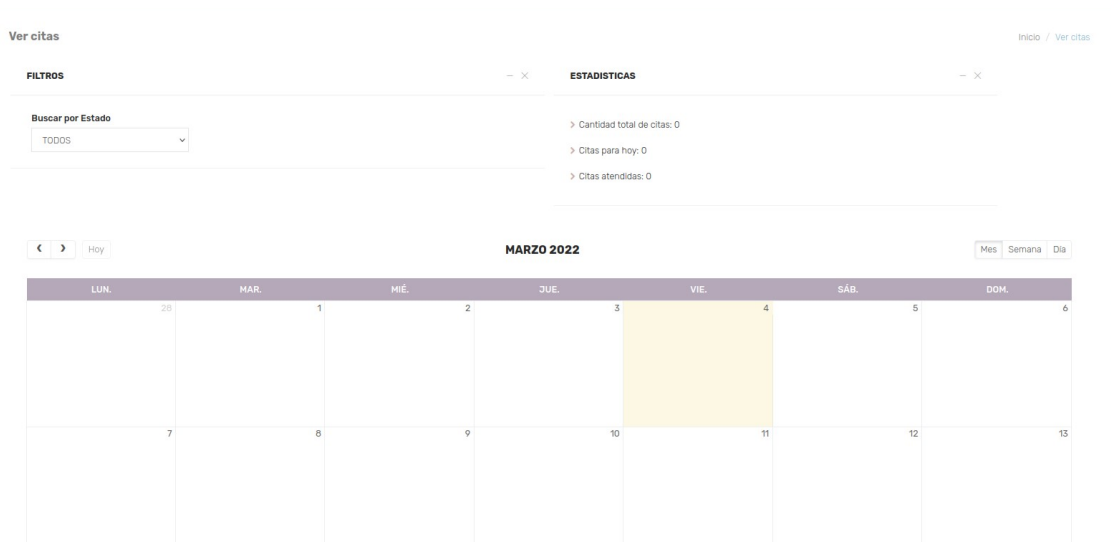 Ver citas
Inicio / Ver citas
FILTROS
ESTADISTICAS
Buscar por Estado
TODOS
Cantidad total de citas: 0
Citas para hoy: 0
Citas atendidas: 0
Hoy
MARZO 2022
Mes Semana Día
LUN. MAR. MIÉ. JUE. VIE. SÁB. DOM.
28 1 2 3 4 5 6
7 8 9 10 11 12 13